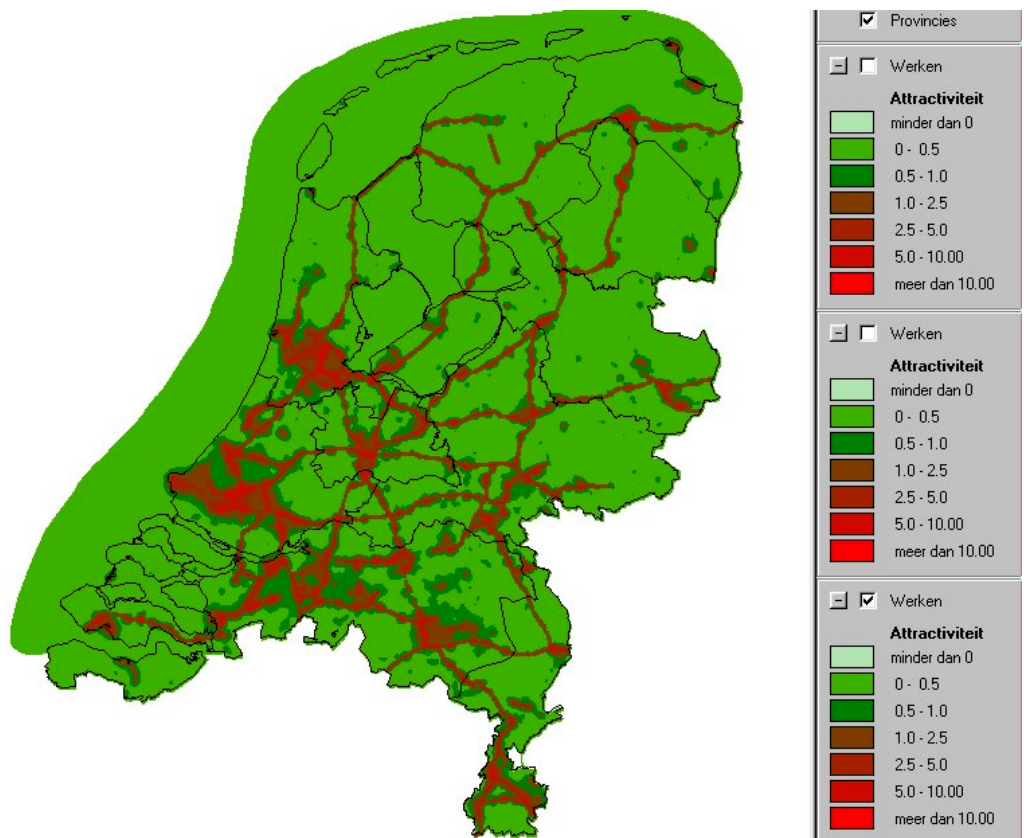 Provincies
Werken
Attractiviteit
minder dan 0
0 - 0.5
0.5 - 1.0
1.0 - 2.5
2.5 - 5.0
5.0 - 10.00
meer dan 10.00
Werken
Attractiviteit
minder dan 0
0 - 0.5
0.5 - 1.0
1.0 - 2.5
2.5 - 5.0
5.0 - 10.00
meer dan 10.00
Werken
Attractiviteit
minder dan 0
0 - 0.5
0.5 - 1.0
1.0 - 2.5
2.5 - 5.0
5.0 - 10.00
meer dan 10.00